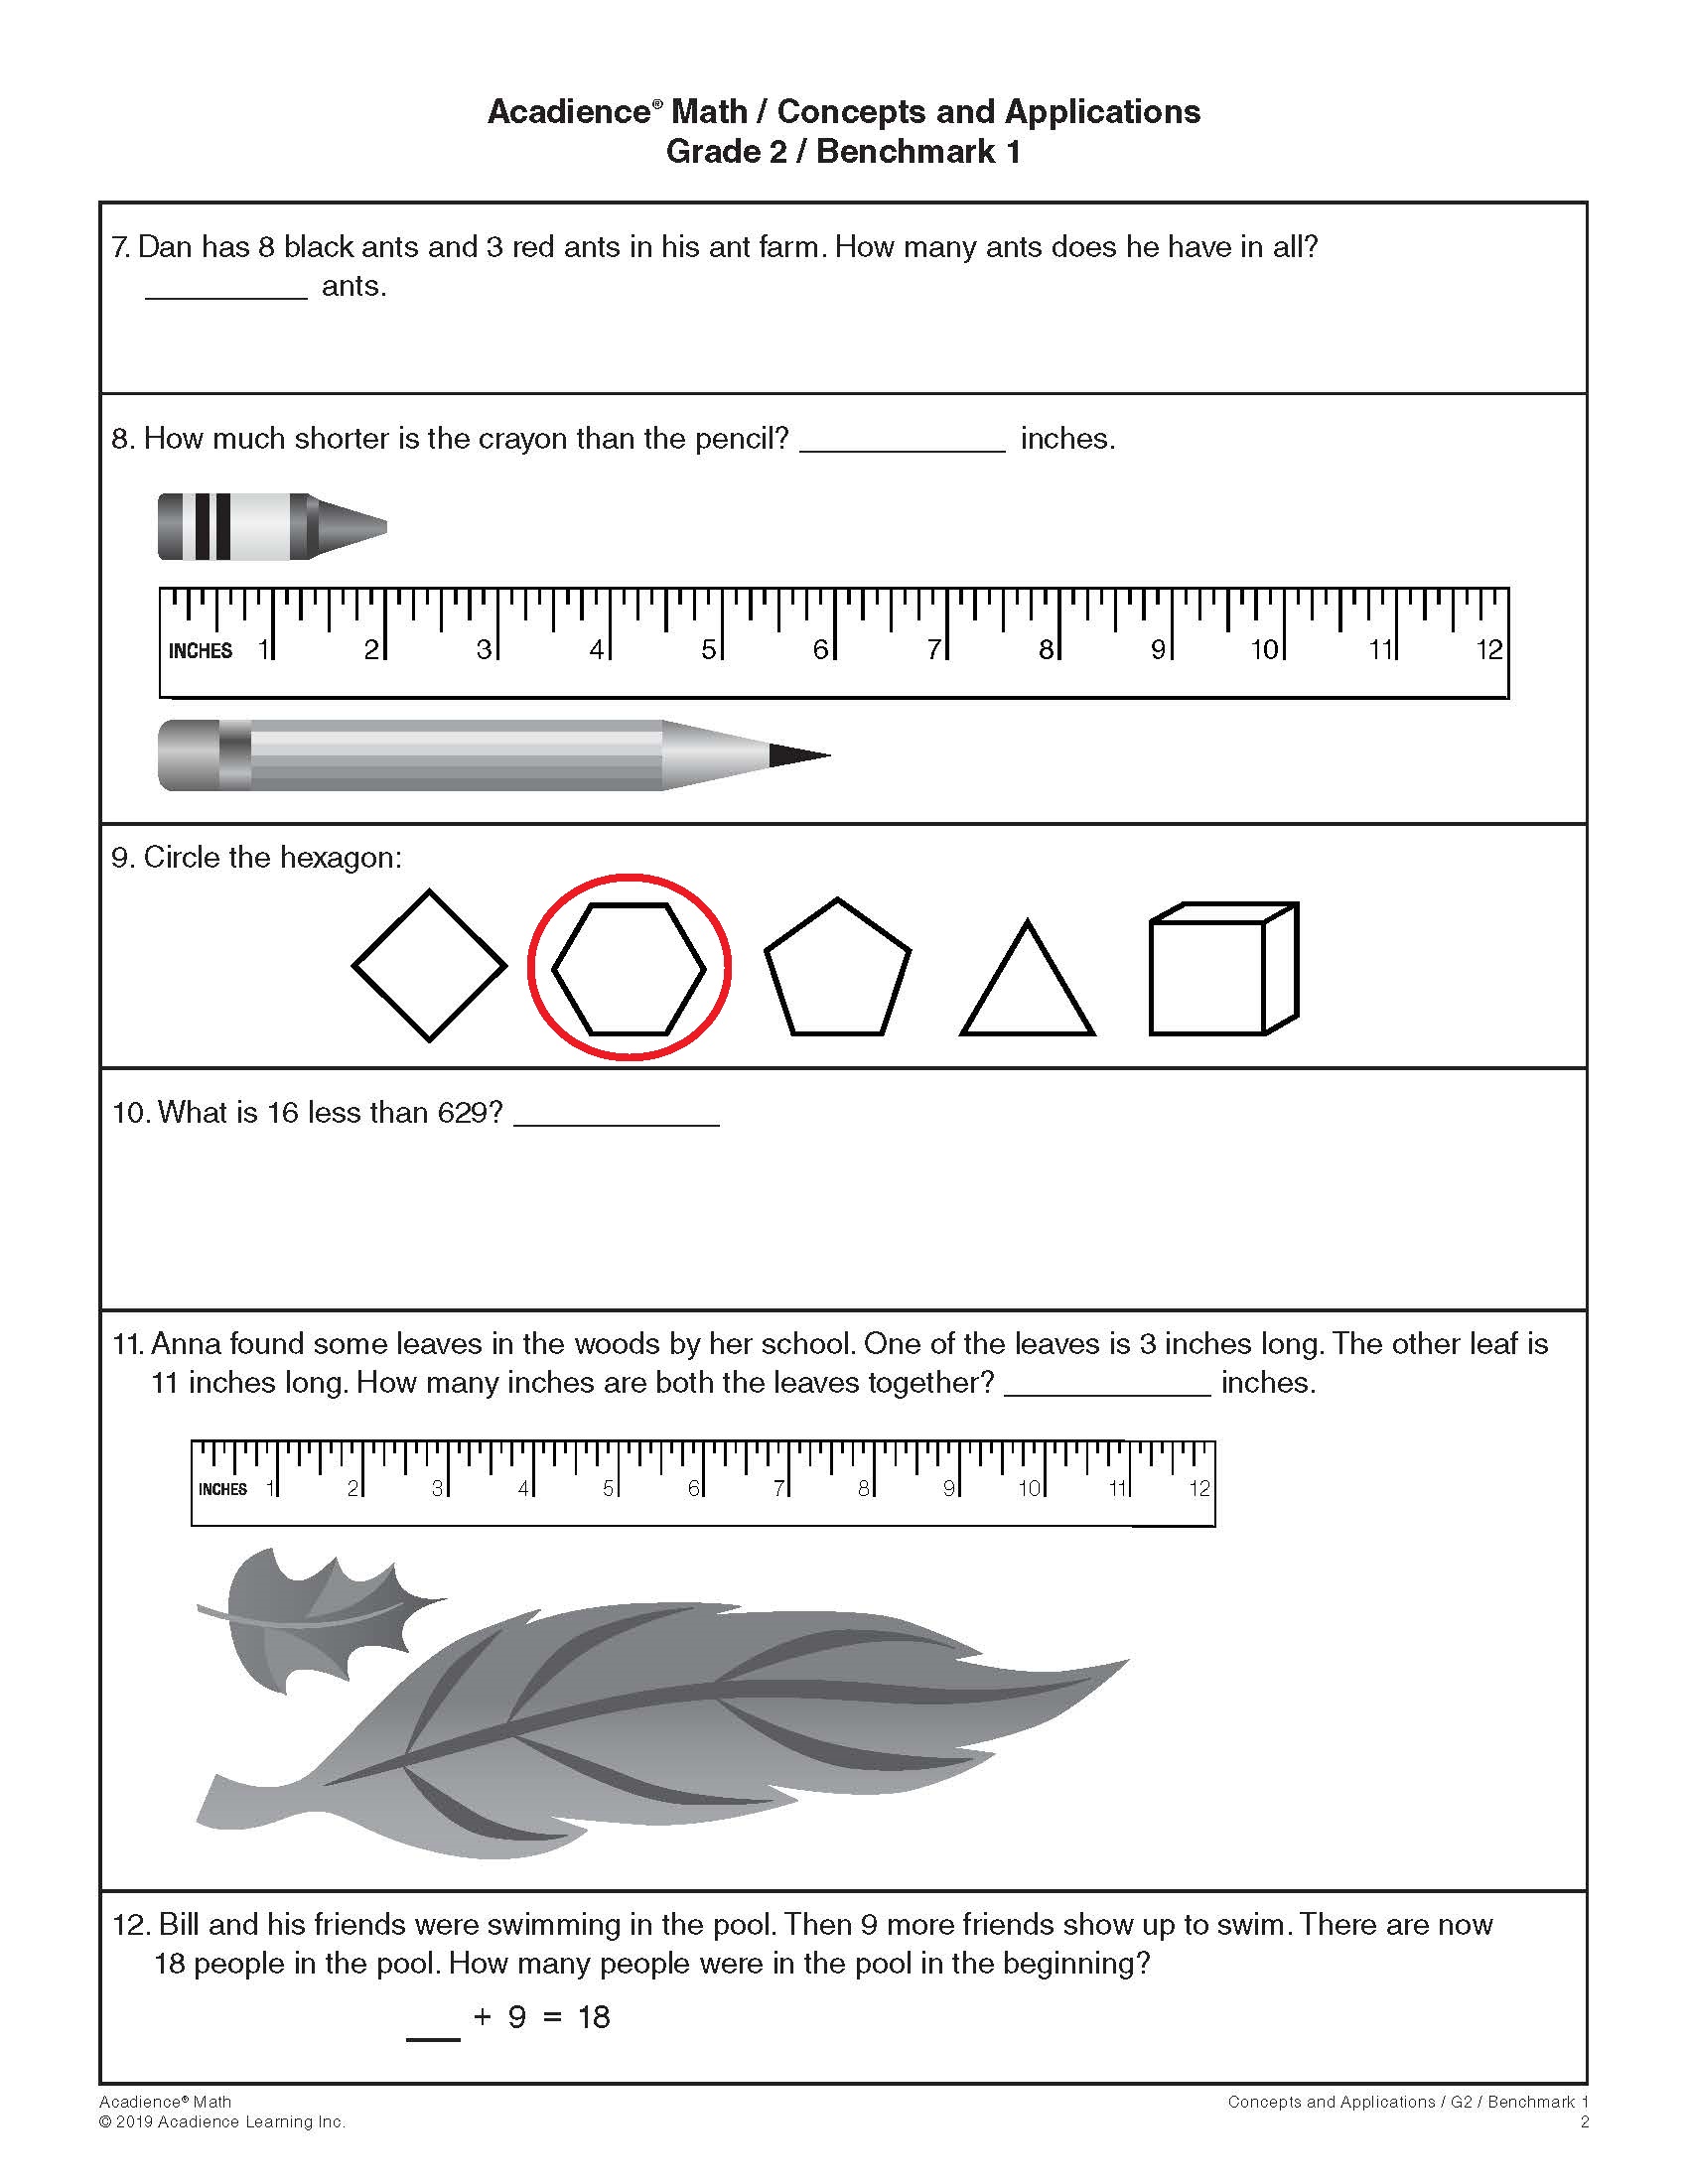 Acadience® Math / Concepts and Applications
Grade 2 / Benchmark 1
7. Dan has 8 black ants and 3 red ants in his ant farm. How many ants does he have in all?
__________ ants.
8. How much shorter is the crayon than the pencil? _____________ inches.
INCHES 1 2 3 4 5 6 7 8 9 10 11 12
9. Circle the hexagon:
10. What is 16 less than 629? _____________
11. Anna found some leaves in the woods by her school. One of the leaves is 3 inches long. The other leaf is
11 inches long. How many inches are both the leaves together? _____________ inches.
INCHES 1 2 3 4 5 6 7 8 9 10 11 12
12. Bill and his friends were swimming in the pool. Then 9 more friends show up to swim. There are now
18 people in the pool. How many people were in the pool in the beginning?
___ + 9 = 18
Acadience® Math
© 2019 Acadience Learning Inc.
Concepts and Applications / G2 / Benchmark 1
2